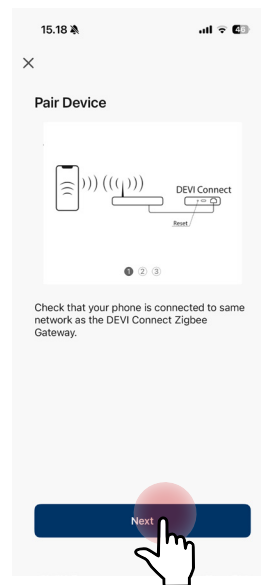 15.18
48
Pair Device
DEVI Connect
Reset
1 2 3
Check that your phone is connected to same
network as the DEVI Connect Zigbee
Gateway.
Next